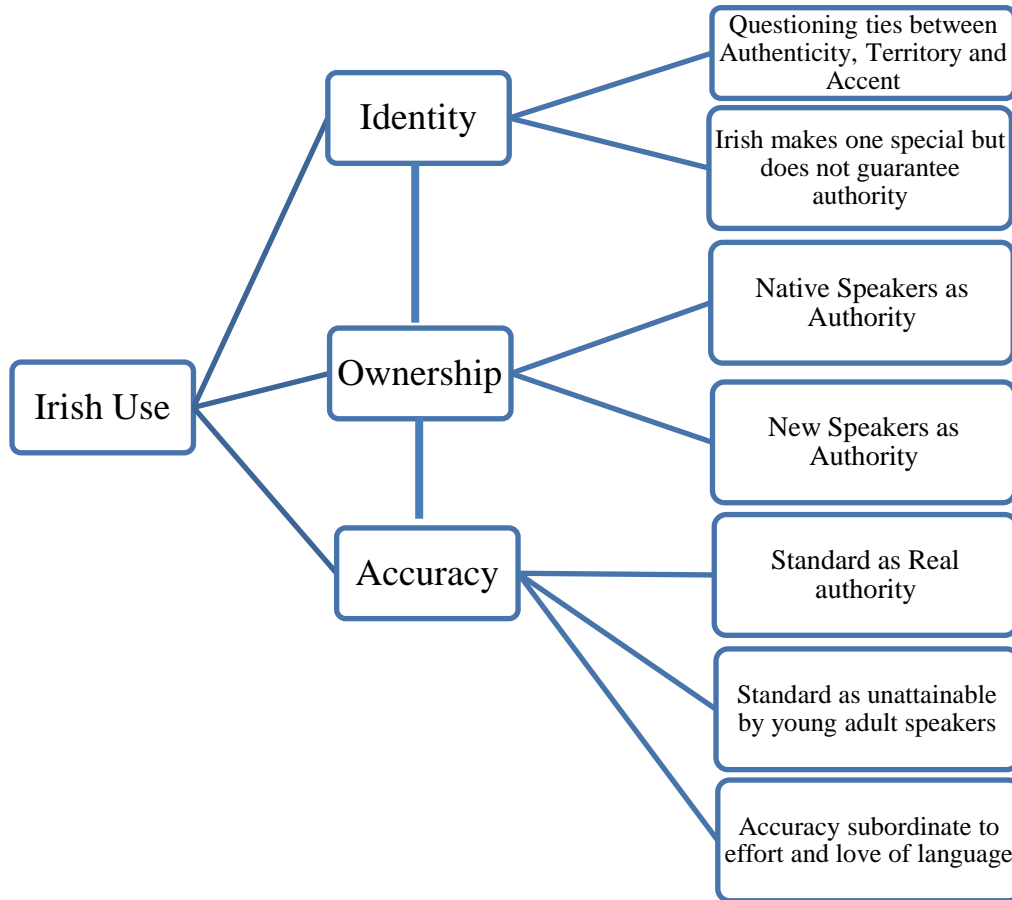 Irish Use
Identity
Questioning ties between
Authenticity, Territory and
Accent
Irish makes one special but
does not guarantee
authority
Ownership
Native Speakers as
Authority
New Speakers as
Authority
Accuracy
Standard as Real
authority
Standard as unattainable
by young adult speakers
Accuracy subordinate to
effort and love of language